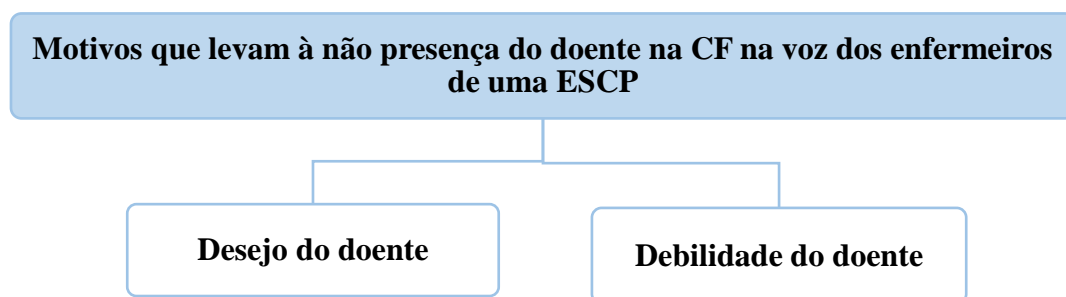 Motivos que levam à não presença do doente na CF na voz dos enfermeiros
de uma ESCP
Desejo do doente
Debilidade do doente